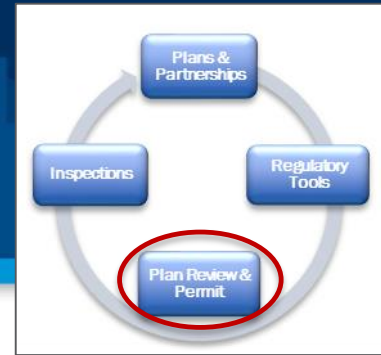 Plans &
Partnerships
Inspections
Regulatory
Tools
Plan Review &
Permit